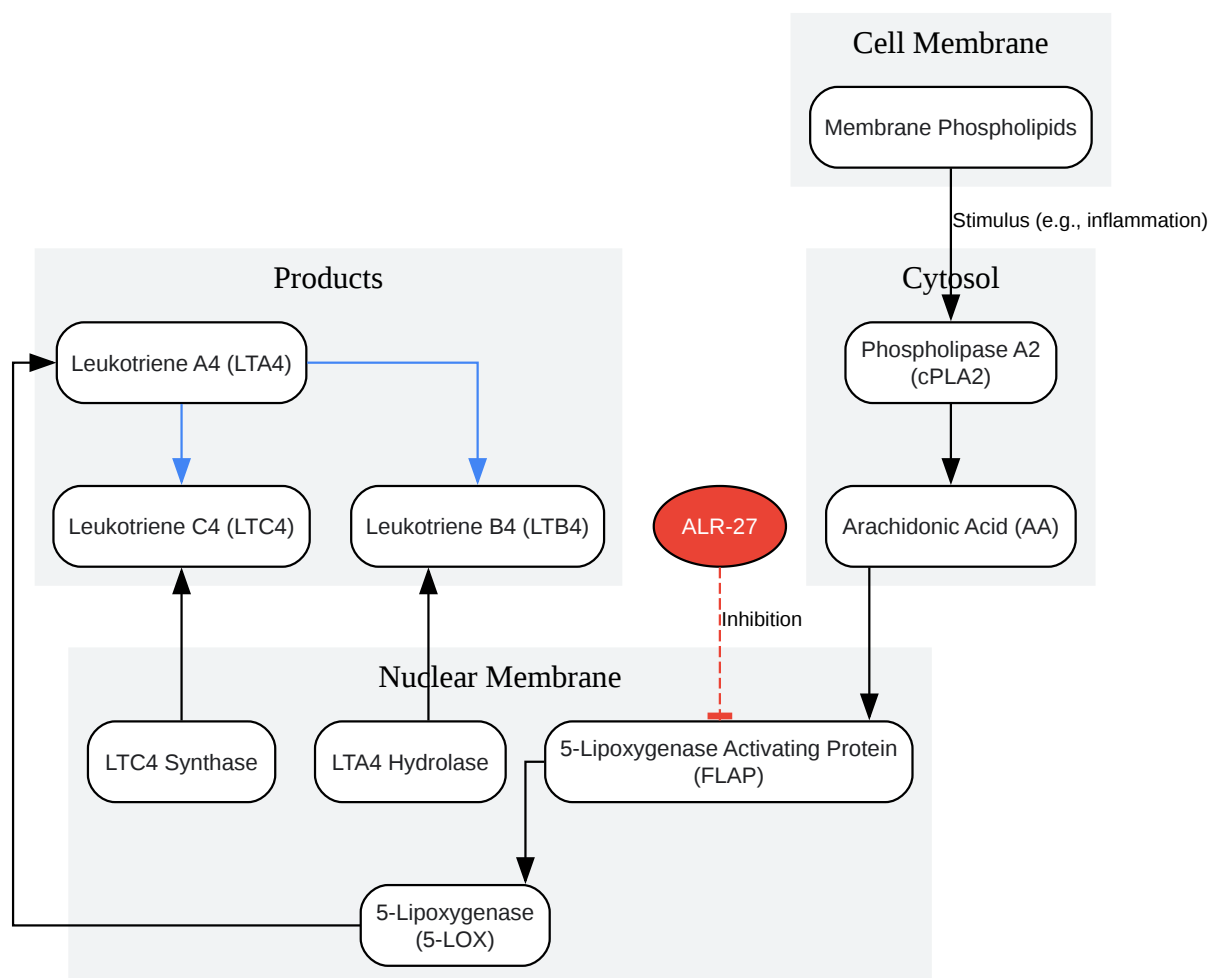 Cell Membrane
Membrane Phospholipids
Stimulus (e.g., inflammation)
Products
Cytosol
Leukotriene A4 (LTA4)
Phospholipase A2
(cPLA2)
Leukotriene C4 (LTC4)
Leukotriene B4 (LTB4)
ALR-27
Arachidonic Acid (AA)
Inhibition
Nuclear Membrane
LTC4 Synthase
LTA4 Hydrolase
5-Lipoxygenase Activating Protein
(FLAP)
5-Lipoxygenase
(5-LOX)